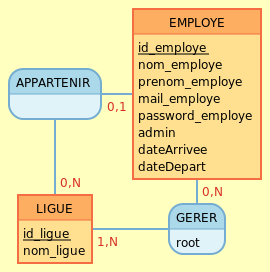 EMPLOYE
id_employe
nom_employe
prenom_employe
mail_employe
password_employe
admin
dateArrivee
dateDepart
APPARTENIR
0,1
0,N
0,N
LIGUE
id_ligue
nom_ligue
1,N
GERER
root